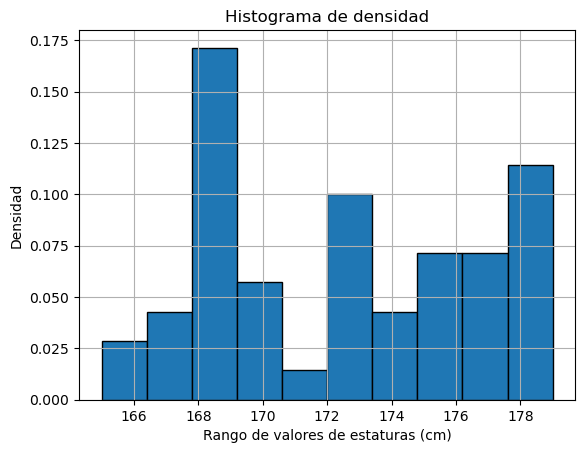 Histograma de densidad
0.175
0.150
0.125
0.100
0.075
0.050
0.025
0.000
Densidad
166 168 170 172 174 176 178
Rango de valores de estaturas (cm)